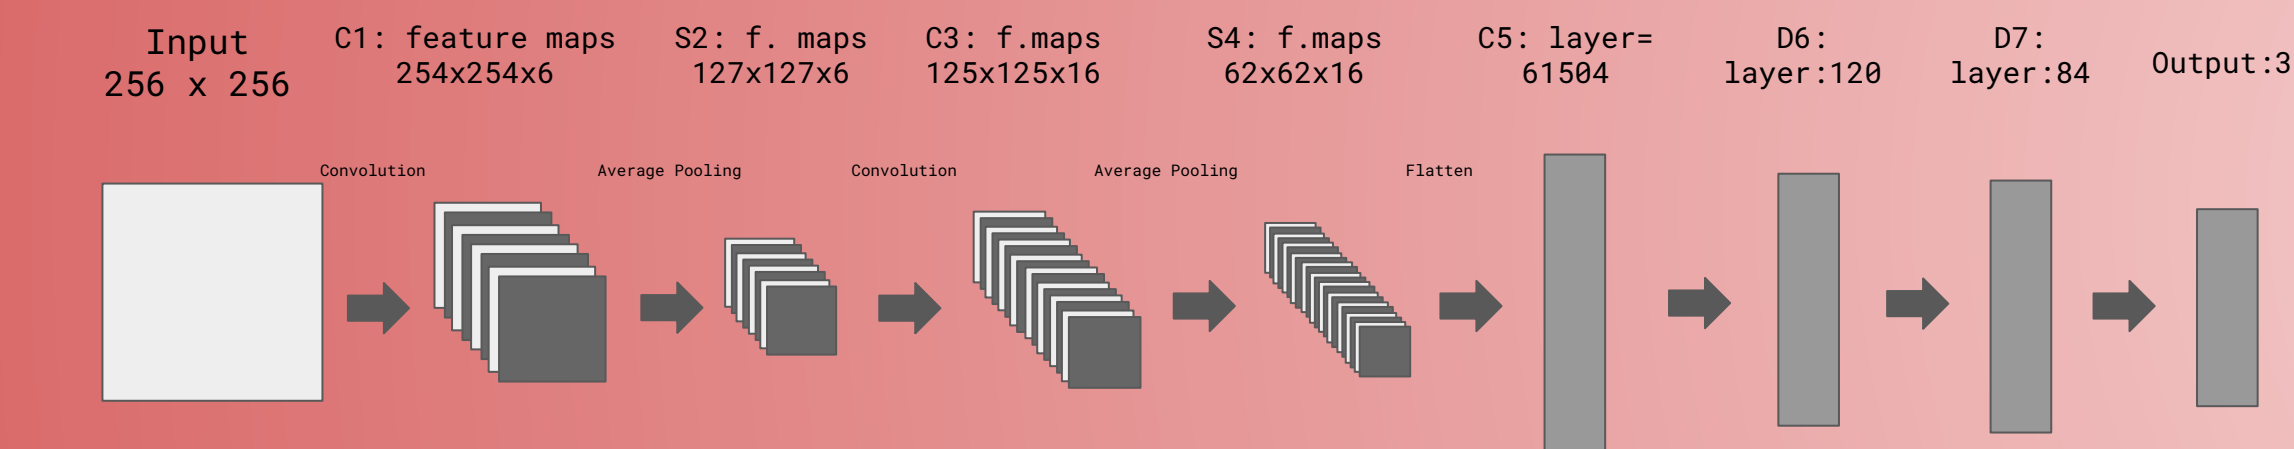 Input
256 x 256
C1: feature maps
254x254x6
S2: f. maps
127x127x6
C3: f.maps
125x125x16
S4: f.maps
62x62x16
C5: layer=
61504
D6:
layer:120
D7:
layer:84
Output:3
Convolution
Average Pooling
Convolution
Average Pooling
Flatten